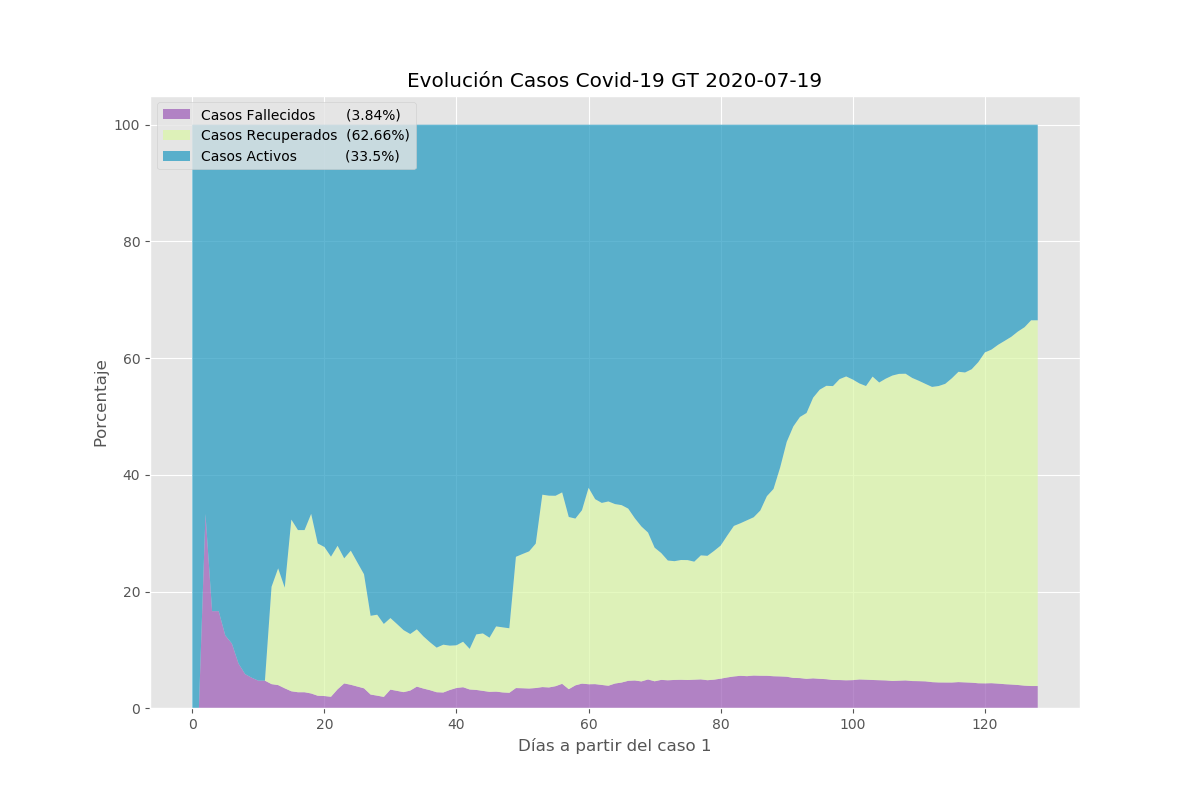 Evolución Casos Covid-19 GT 2020-07-19
Casos Fallecidos (3.84%)
Casos Recuperados (62.66%)
Casos Activos (33.5%)
100
80
60
40
20
0
Porcentaje
0 20 40 60 80 100 120
Días a partir del caso 1